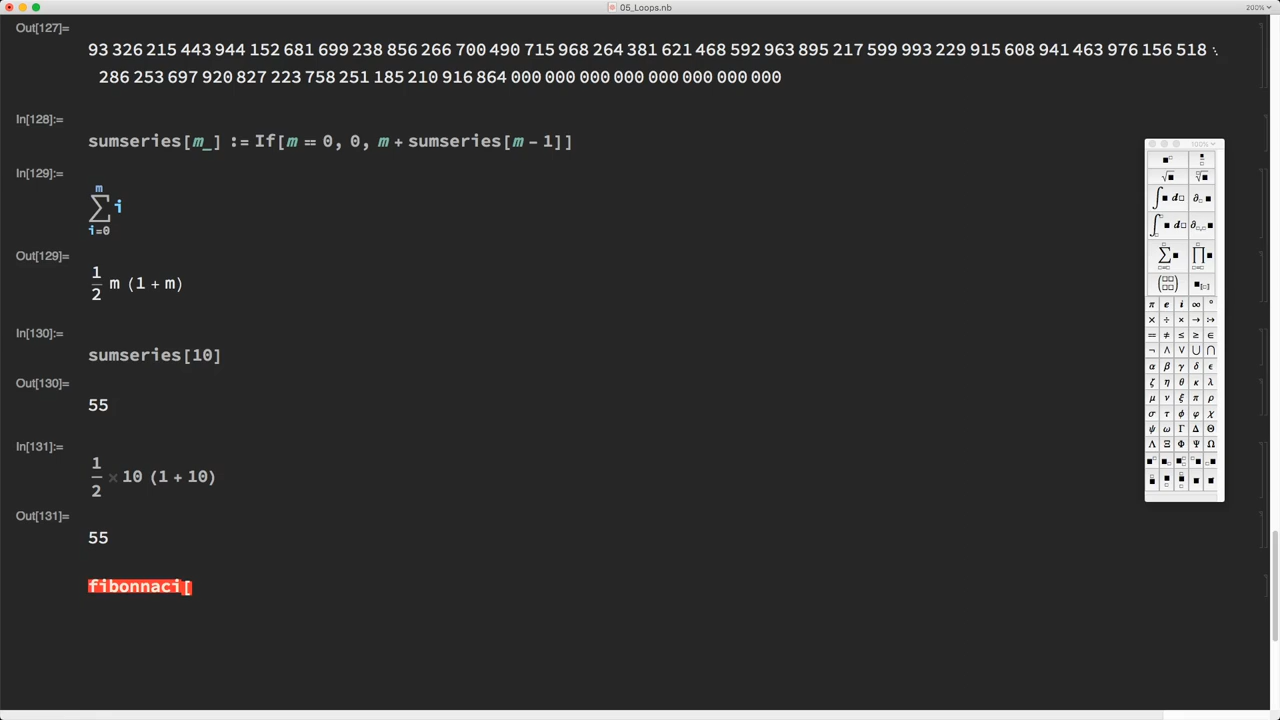 05_Loops.nb
200%
Out[127]=
93 326 215 443 944 152 681 699 238 856 266 700 490 715 968 264 381 621 468 592 963 895 217 599 993 229 915 608 941 463 976 156 518 ⋱
286 253 697 920 827 223 758 251 185 210 916 864 000 000 000 000 000 000 000 000
In[128]:=
sumseries[m_] := If[m == 0, 0, m + sumseries[m - 1]]
In[129]:=
m
∑ i
i=0
Out[129]=
1/2 m (1 + m)
In[130]:=
sumseries[10]
Out[130]=
55
In[131]:=
1/2 × 10 (1 + 10)
Out[131]=
55
fibonnaci[
100%
■□ ■/□
√■ □√■
∫■ d□ ∂□ ■
∫□□ ■ d□ ∂□,□ ■
∑□□=□ ■ ∏□□=□ ■
(□□ □□) ■[□]
π e i ∞ °
× ÷ × → :→
== ≠ ≤ ≥ ∈
¬ ∧ ∨ ∪ ∩
α β γ δ ϵ
ζ η θ κ λ
μ ν ξ π ρ
σ τ ϕ φ χ
ψ ω Γ Δ Θ
Λ Ξ Φ Ψ Ω